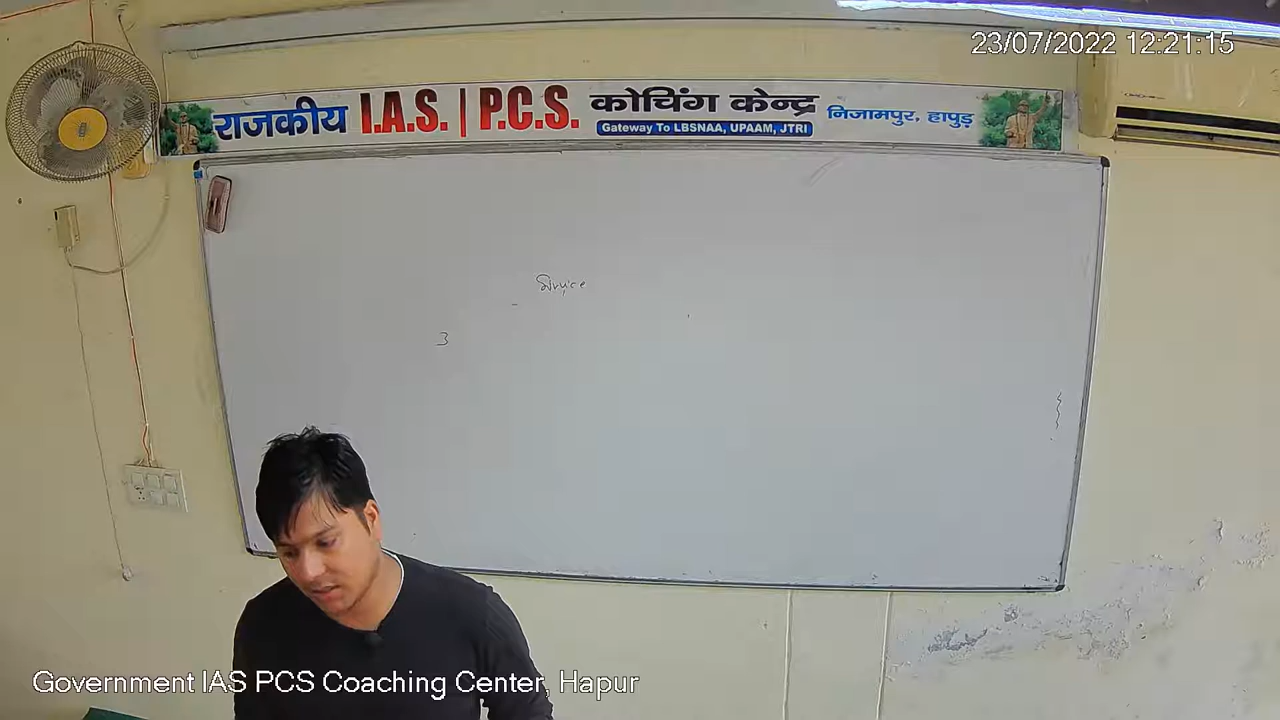 23/07/2022 12:21:15
राजकीय I.A.S. | P.C.S. कोचिंग केन्द्र निजामपुर, हापुड़
Gateway To LBSNAA, UPAAM, JTRI
3
Government IAS PCS Coaching Center, Hapur